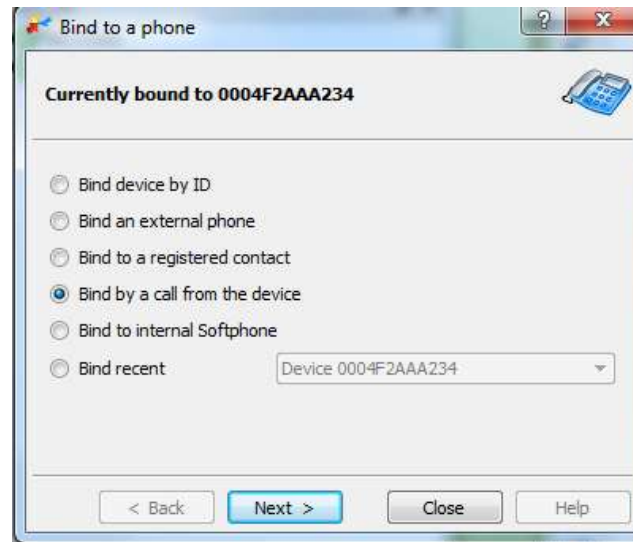 Bind to a phone
?
X
Currently bound to 0004F2AAA234
Bind device by ID
Bind an external phone
Bind to a registered contact
Bind by a call from the device
Bind to internal Softphone
Bind recent Device 0004F2AAA234
< Back Next > Close Help